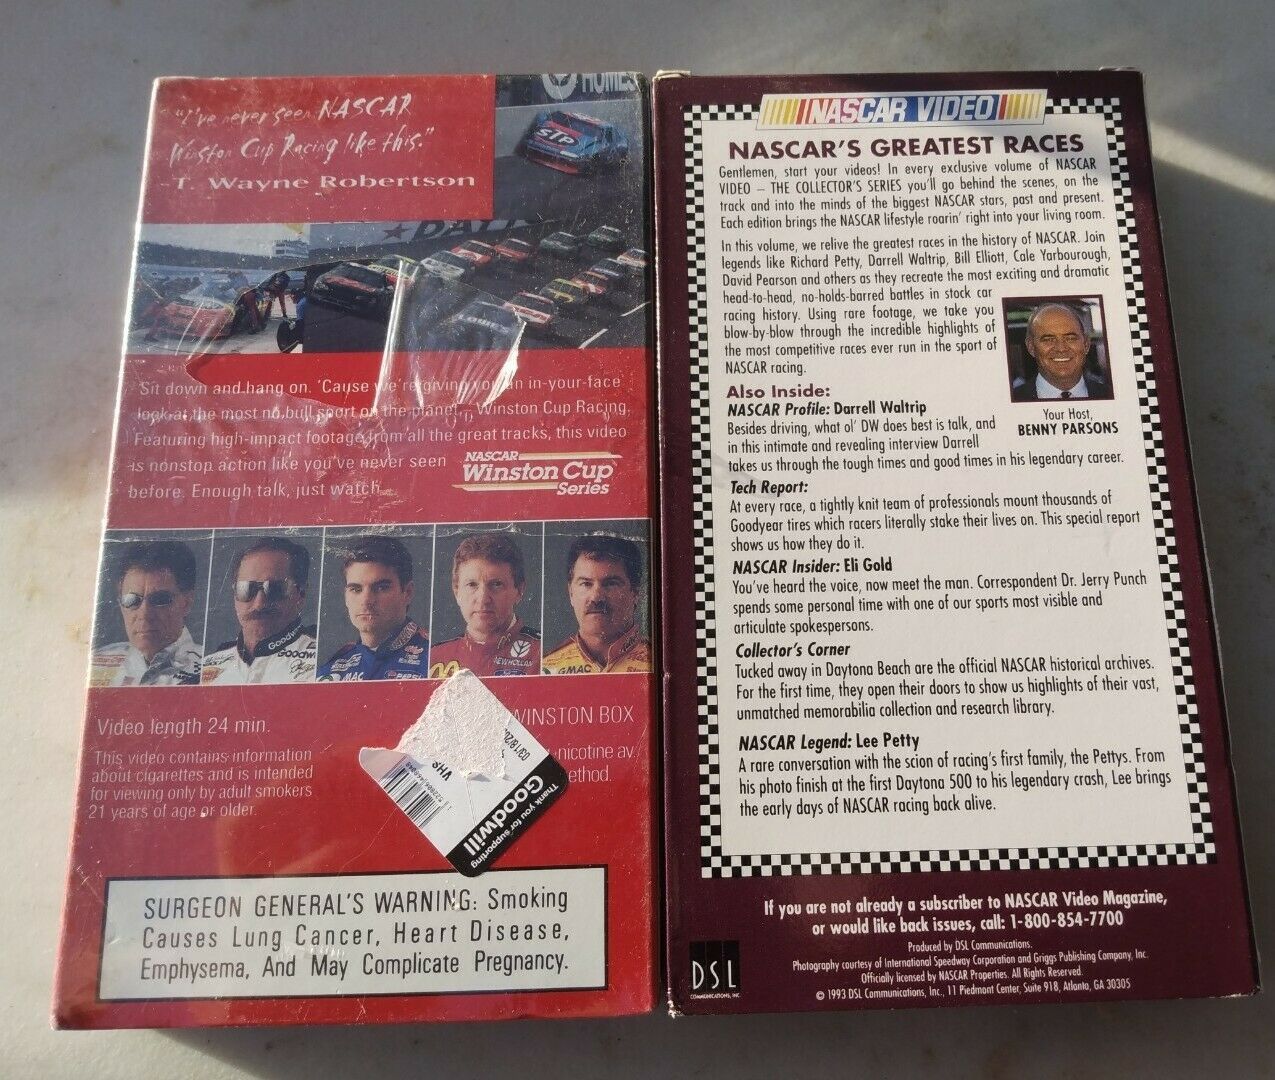 HOMES
"I've never seen NASCAR
Winston Cup Racing like this."
-T. Wayne Robertson
STP
Sit down and hang on. 'Cause we're giving you an in-your-face
look at the most no bull sport on the planet... Winston Cup Racing.
Featuring high-impact footage from all the great tracks, this video
is nonstop action like you've never seen
before. Enough talk, just watch.
NASCAR
Winston Cup
Series
Goodwrench
NEW HOLLAND
GMAC
PEPSI
GMAC
Video length 24 min.
This video contains information
about cigarettes and is intended
for viewing only by adult smokers
21 years of age or older.
WINSTON BOX
nicotine av.
ethod.
VHS
Thank you for supporting
Goodwill
SURGEON GENERAL'S WARNING: Smoking
Causes Lung Cancer, Heart Disease,
Emphysema, And May Complicate Pregnancy.
NASCAR VIDEO
NASCAR'S GREATEST RACES
Gentlemen, start your videos! In every exclusive volume of NASCAR
VIDEO – THE COLLECTOR'S SERIES you'll go behind the scenes, on the
track and into the minds of the biggest NASCAR stars, past and present.
Each edition brings the NASCAR lifestyle roarin' right into your living room.
In this volume, we relive the greatest races in the history of NASCAR. Join
legends like Richard Petty, Darrell Waltrip, Bill Elliott, Cale Yarbourough,
David Pearson and others as they recreate the most exciting and dramatic
head-to-head, no-holds-barred battles in stock car
racing history. Using rare footage, we take you
blow-by-blow through the incredible highlights of
the most competitive races ever run in the sport of
NASCAR racing.
Your Host,
BENNY PARSONS
Also Inside:
NASCAR Profile: Darrell Waltrip
Besides driving, what ol' DW does best is talk, and
in this intimate and revealing interview Darrell
takes us through the tough times and good times in his legendary career.
Tech Report:
At every race, a tightly knit team of professionals mount thousands of
Goodyear tires which racers literally stake their lives on. This special report
shows us how they do it.
NASCAR Insider: Eli Gold
You've heard the voice, now meet the man. Correspondent Dr. Jerry Punch
spends some personal time with one of our sports most visible and
articulate spokespersons.
Collector's Corner
Tucked away in Daytona Beach are the official NASCAR historical archives.
For the first time, they open their doors to show us highlights of their vast,
unmatched memorabilia collection and research library.
NASCAR Legend: Lee Petty
A rare conversation with the scion of racing's first family, the Pettys. From
his photo finish at the first Daytona 500 to his legendary crash, Lee brings
the early days of NASCAR racing back alive.
If you are not already a subscriber to NASCAR Video Magazine,
or would like back issues, call: 1-800-854-7700
Produced by DSL Communications.
Photography courtesy of International Speedway Corporation and Griggs Publishing Company, Inc.
Officially licensed by NASCAR Properties. All Rights Reserved.
© 1993 DSL Communications, Inc., 11 Piedmont Center, Suite 918, Atlanta, GA 30305
DSL
COMMUNICATIONS, INC